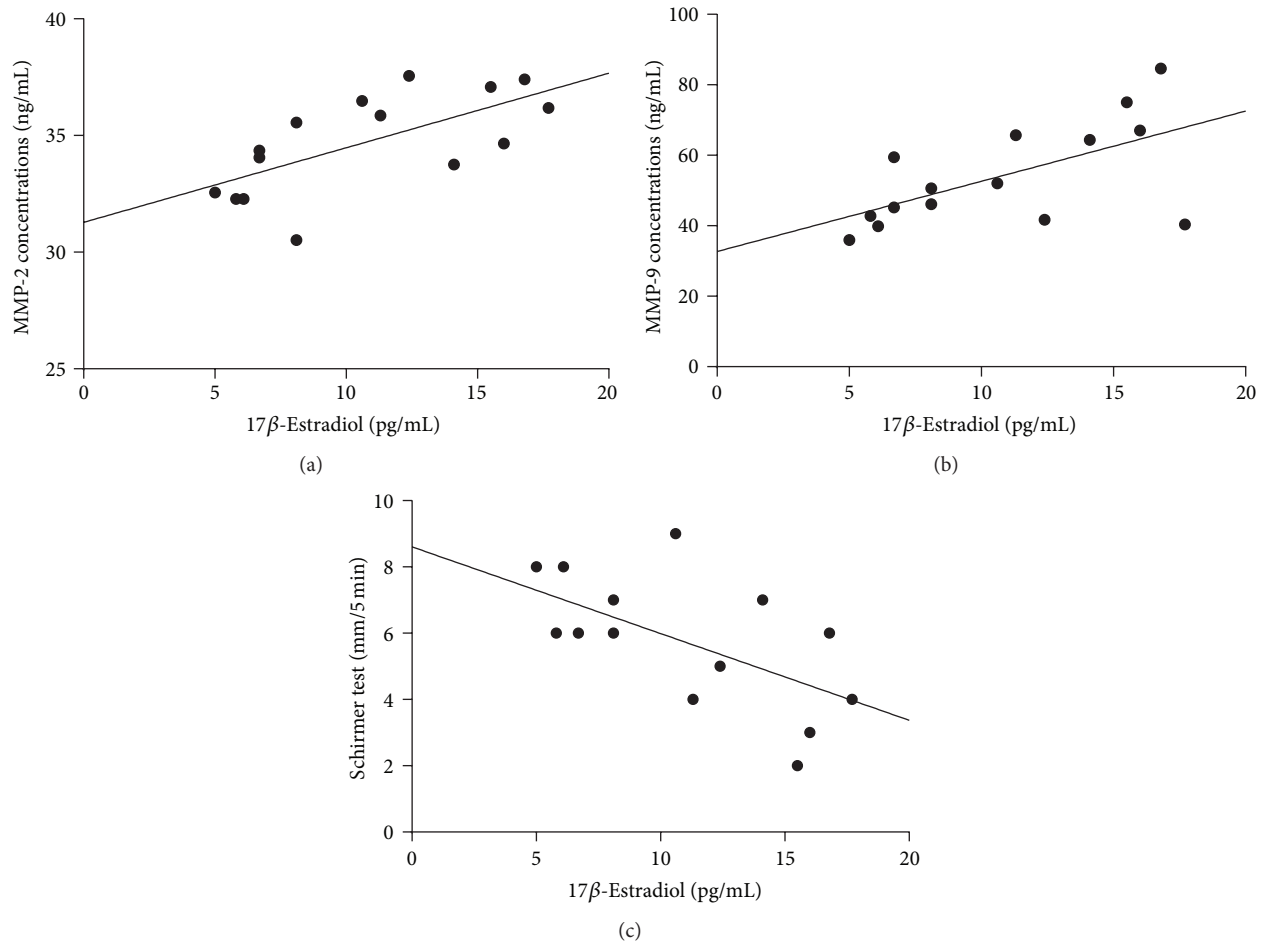 40
35
30
25
MMP-2 concentrations (ng/mL)
0 5 10 15 20
17β-Estradiol (pg/mL)
(a)
100
80
60
40
20
0
MMP-9 concentrations (ng/mL)
0 5 10 15 20
17β-Estradiol (pg/mL)
(b)
10
8
6
4
2
0
Schirmer test (mm/5 min)
0 5 10 15 20
17β-Estradiol (pg/mL)
(c)